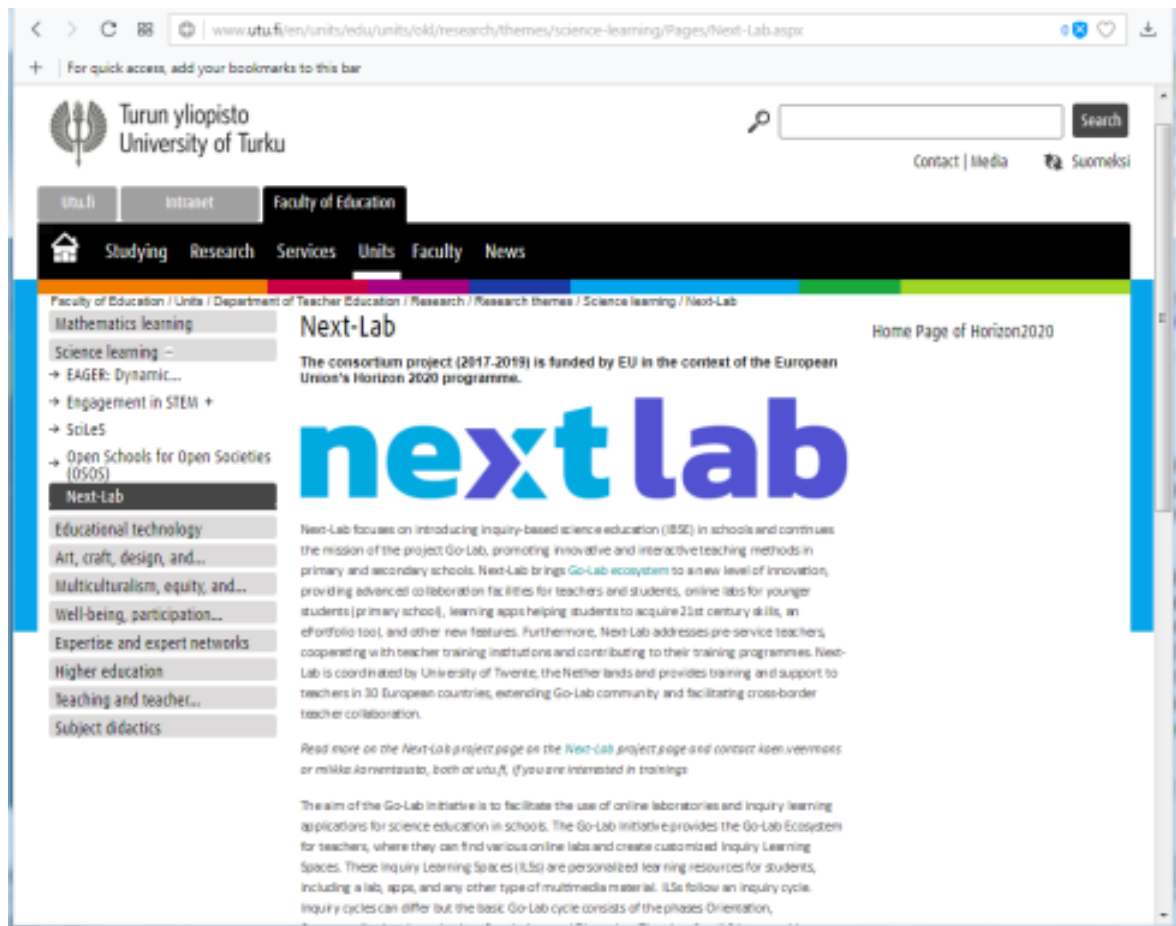 www.utu.fi/en/units/edu/units/okl/research/themes/science-learning/Pages/Next-Lab.aspx
For quick access, add your bookmarks to this bar
Turun yliopisto
University of Turku
Search
Contact | Media Suomeksi
Utu.fi Intranet Faculty of Education
Studying Research Services Units Faculty News
Faculty of Education / Units / Department of Teacher Education / Research / Research themes / Science learning / Next-Lab
Mathematics learning
Science learning –
→ EAGER: Dynamic...
→ Engagement in STEM +
→ SciLeS
→ Open Schools for Open Societies
(OSOS)
Next-Lab
Educational technology
Art, craft, design, and...
Multiculturalism, equity, and...
Well-being, participation...
Expertise and expert networks
Higher education
Teaching and teacher...
Subject didactics
Next-Lab
The consortium project (2017-2019) is funded by EU in the context of the European
Union's Horizon 2020 programme.
next lab
Next-Lab focuses on introducing inquiry-based science education (IBSE) in schools and continues
the mission of the project Go-Lab, promoting innovative and interactive teaching methods in
primary and secondary schools. Next-Lab brings Go-Lab ecosystem to a new level of innovation,
providing advanced collaboration facilities for teachers and students, online labs for younger
students (primary school), learning apps helping students to acquire 21st century skills, an
ePortfolio tool, and other new features. Furthermore, Next-Lab addresses pre-service teachers,
cooperating with teacher training institutions and contributing to their training programmes. Next-
Lab is coordinated by University of Twente, the Netherlands and provides training and support to
teachers in 30 European countries, extending Go-Lab community and facilitating cross-border
teacher collaboration.
Read more on the Next-Lab project page on the Next-Lab project page and contact koen.veermans
or miikka.korventausta, both at utu.fi, if you are interested in trainings
The aim of the Go-Lab Initiative is to facilitate the use of online laboratories and inquiry learning
applications for science education in schools. The Go-Lab Initiative provides the Go-Lab Ecosystem
for teachers, where they can find various online labs and create customized Inquiry Learning
Spaces. These Inquiry Learning Spaces (ILSs) are personalized learning resources for students,
including a lab, apps, and any other type of multimedia material. ILSs follow an inquiry cycle.
Inquiry cycles can differ but the basic Go-Lab cycle consists of the phases Orientation,
Home Page of Horizon2020